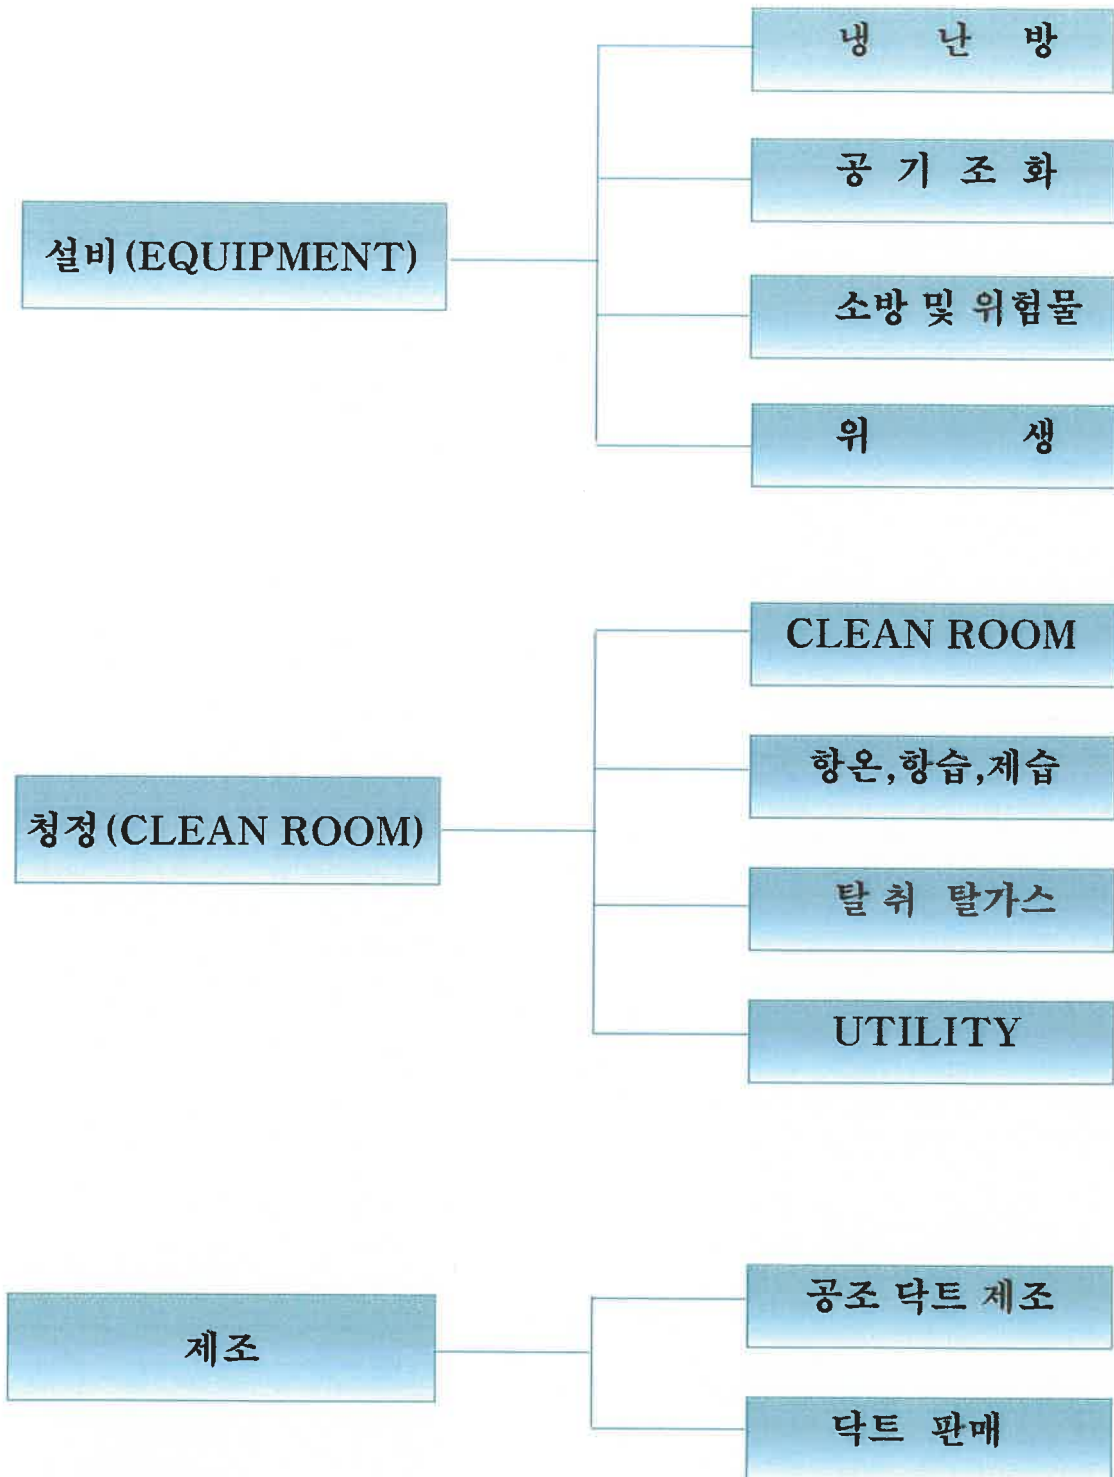 냉 난 방
공 기 조 화
설비(EQUIPMENT)
소방 및 위험물
위 생
CLEAN ROOM
항온,항습,제습
청정(CLEAN ROOM)
탈취 탈가스
UTILITY
공조 닥트 제조
제조
닥트 판매